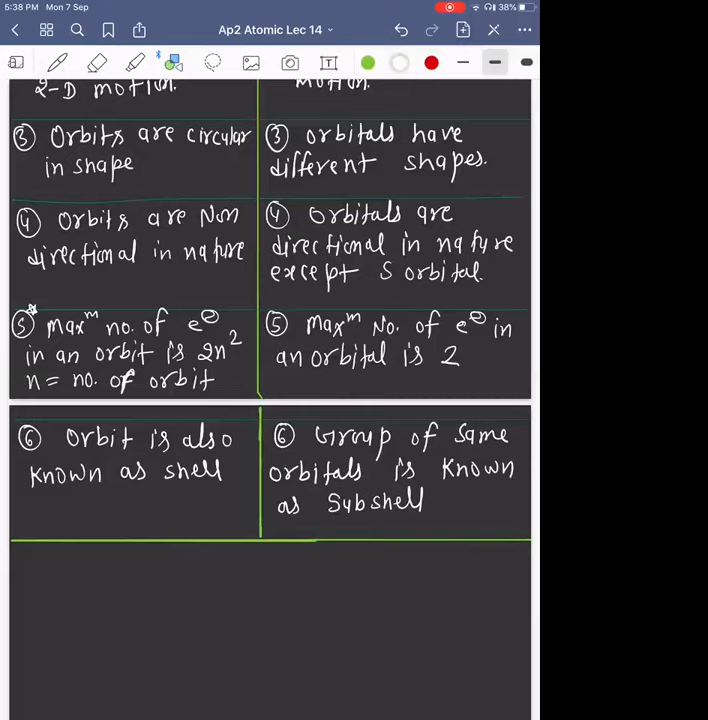 5:38 PM Mon 7 Sep
38%
Ap2 Atomic Lec 14
T
2-D motion.
motion.
③ Orbits are circular
in shape
③ orbitals have
different shapes.
④ Orbits are Non
directional in nature
④ Orbitals are
directional in nature
except S orbital.
⑤* Maxᵐ no. of e⊖
in an orbit is 2n²
n = no. of orbit
⑤ Maxᵐ No. of e⊖ in
an orbital is 2
⑥ Orbit is also
Known as shell
⑥ Group of same
orbitals is Known
as Subshell